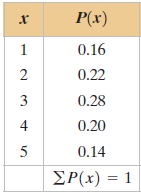 x P(x)
1 0.16
2 0.22
3 0.28
4 0.20
5 0.14
ΣP(x) = 1